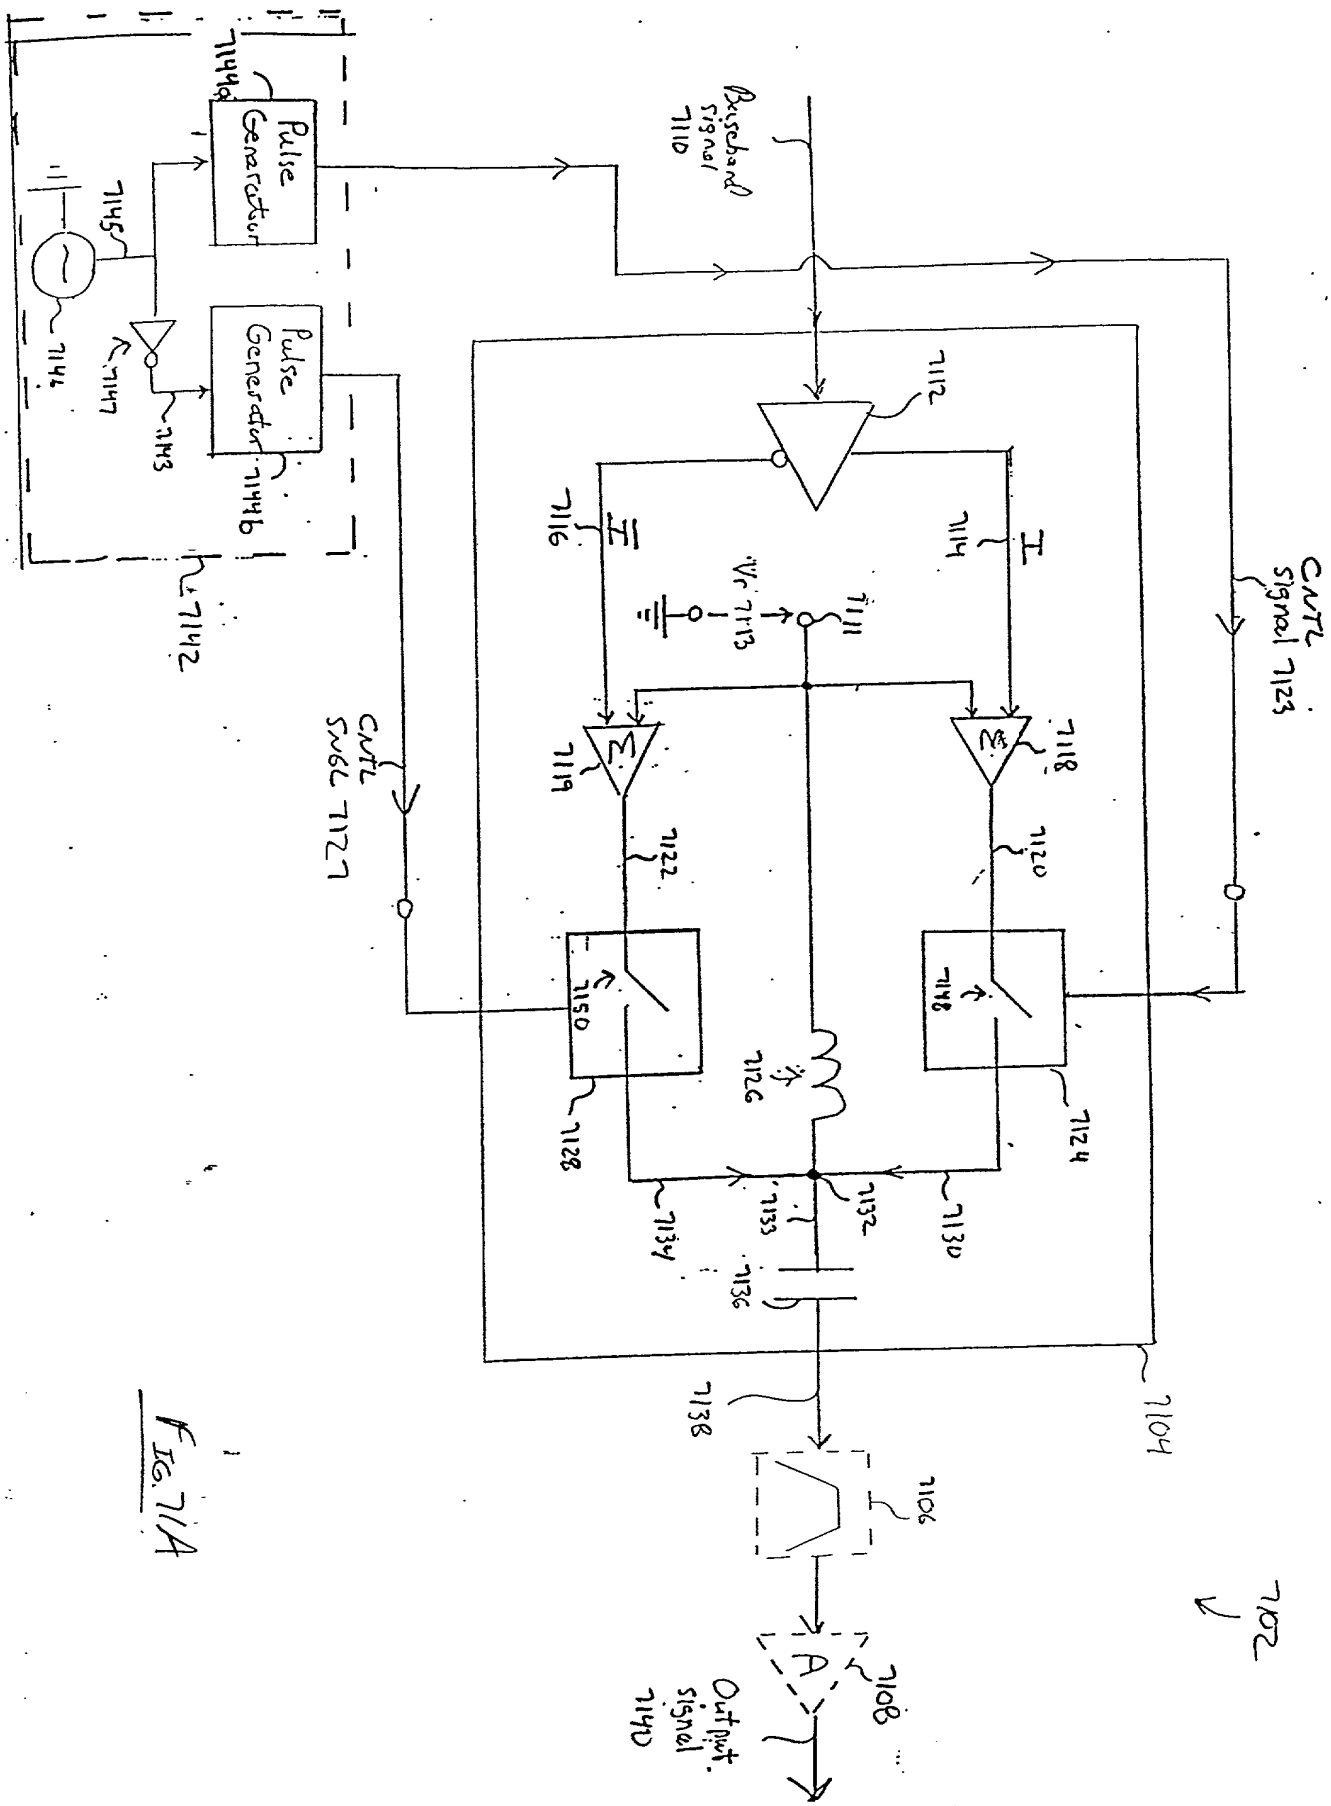 7102
CNTL
Signal 7123
7104
7112
7114
I
7118
Σ
7120
7148
7124
7130
Baseband
signal
7110
7111
Vr 7113
7126
7132
7133
7136
7138
7106
7108
A
Output
signal
7140
7116
I
7119
Σ
7122
7150
7128
7134
CNTL
SNGL 7127
7142
7144a
Pulse
Generator
Pulse
Generator
7144b
7145
7146
7147
7143
FIG. 71A